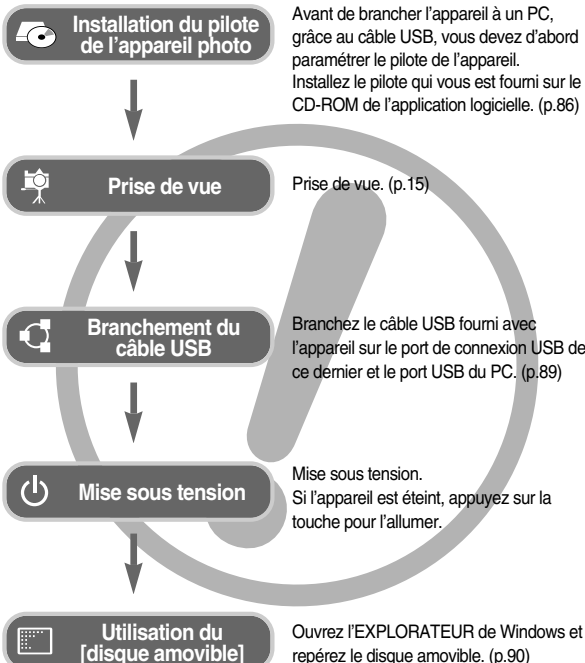 Installation du pilote
de l'appareil photo
Avant de brancher l'appareil à un PC,
grâce au câble USB, vous devez d'abord
paramétrer le pilote de l'appareil.
Installez le pilote qui vous est fourni sur le
CD-ROM de l'application logicielle. (p.86)
Prise de vue
Prise de vue. (p.15)
Branchement du
câble USB
Branchez le câble USB fourni avec
l'appareil sur le port de connexion USB de
ce dernier et le port USB du PC. (p.89)
Mise sous tension
Mise sous tension.
Si l'appareil est éteint, appuyez sur la
touche pour l'allumer.
Utilisation du
[disque amovible]
Ouvrez l'EXPLORATEUR de Windows et
repérez le disque amovible. (p.90)